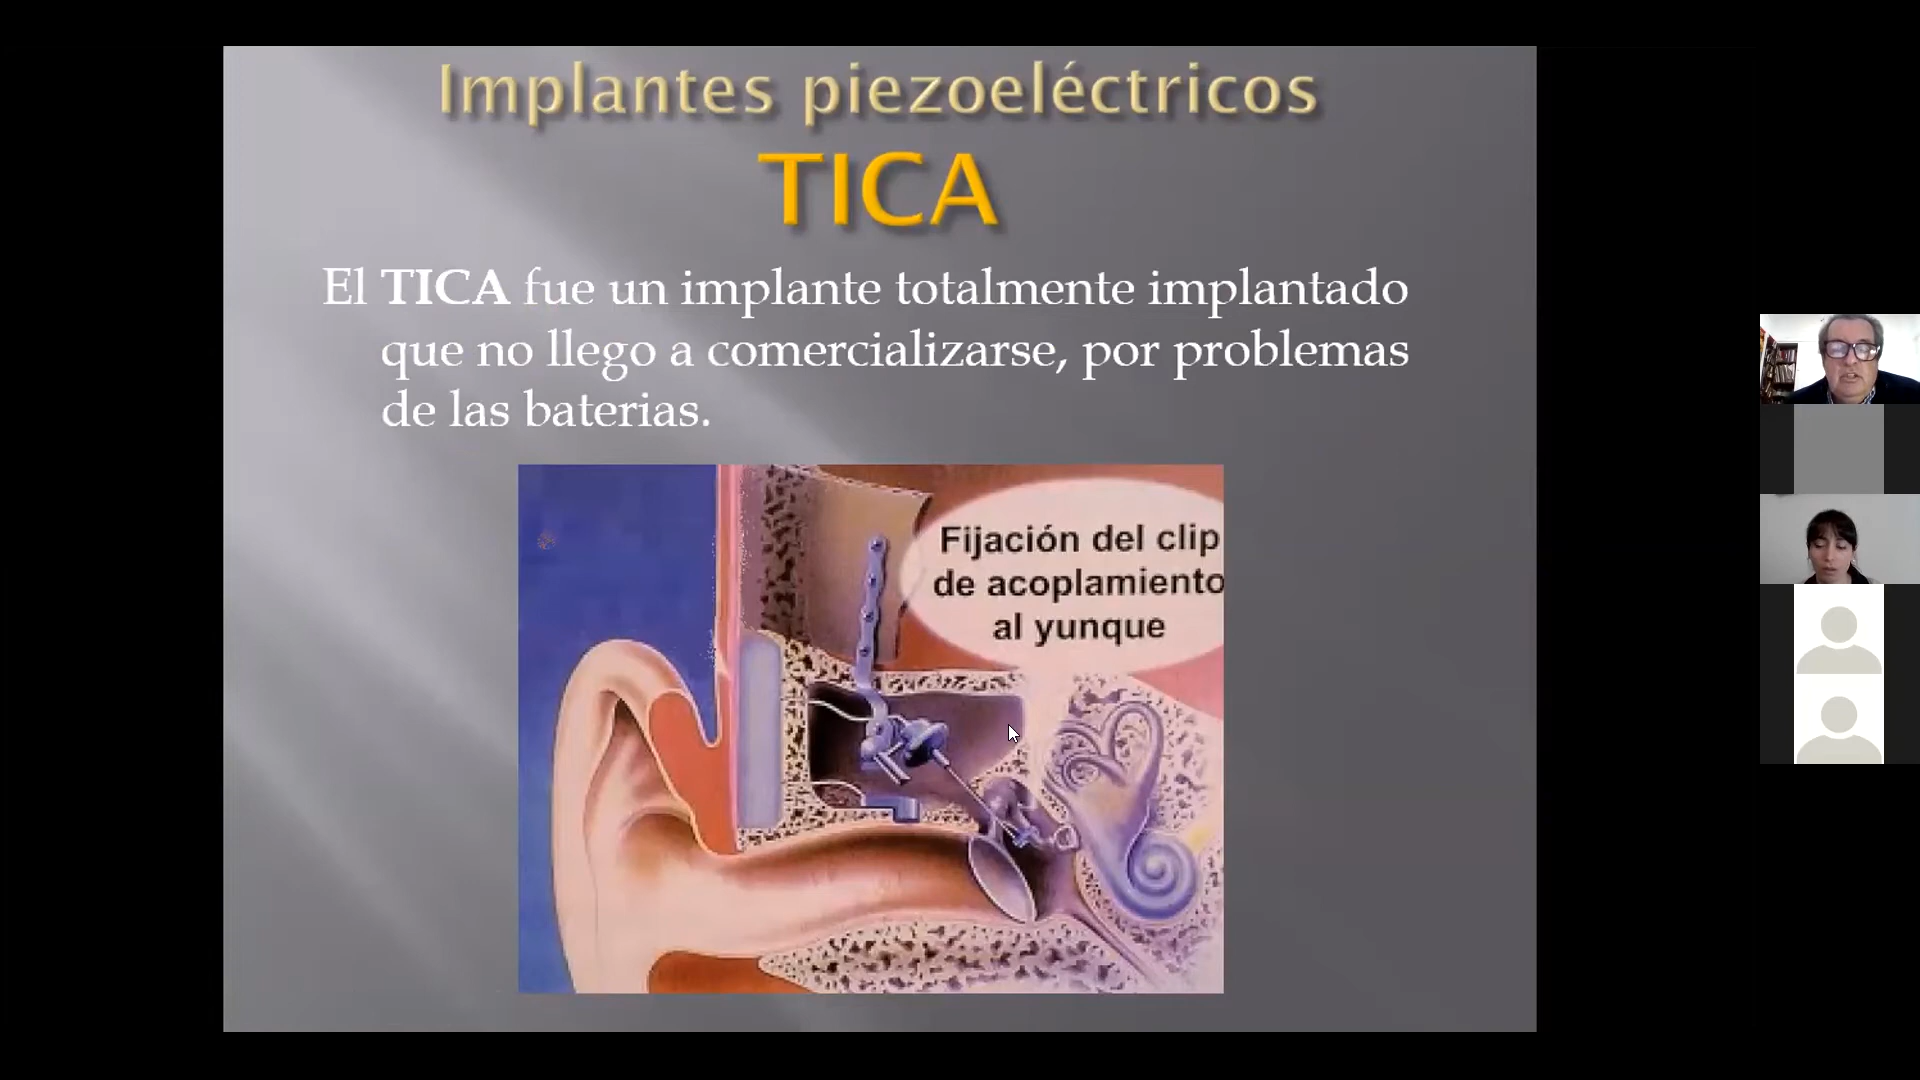 Implantes piezoeléctricos
TICA
El TICA fue un implante totalmente implantado
que no llego a comercializarse, por problemas
de las baterias.
Fijación del clip
de acoplamiento
al yunque